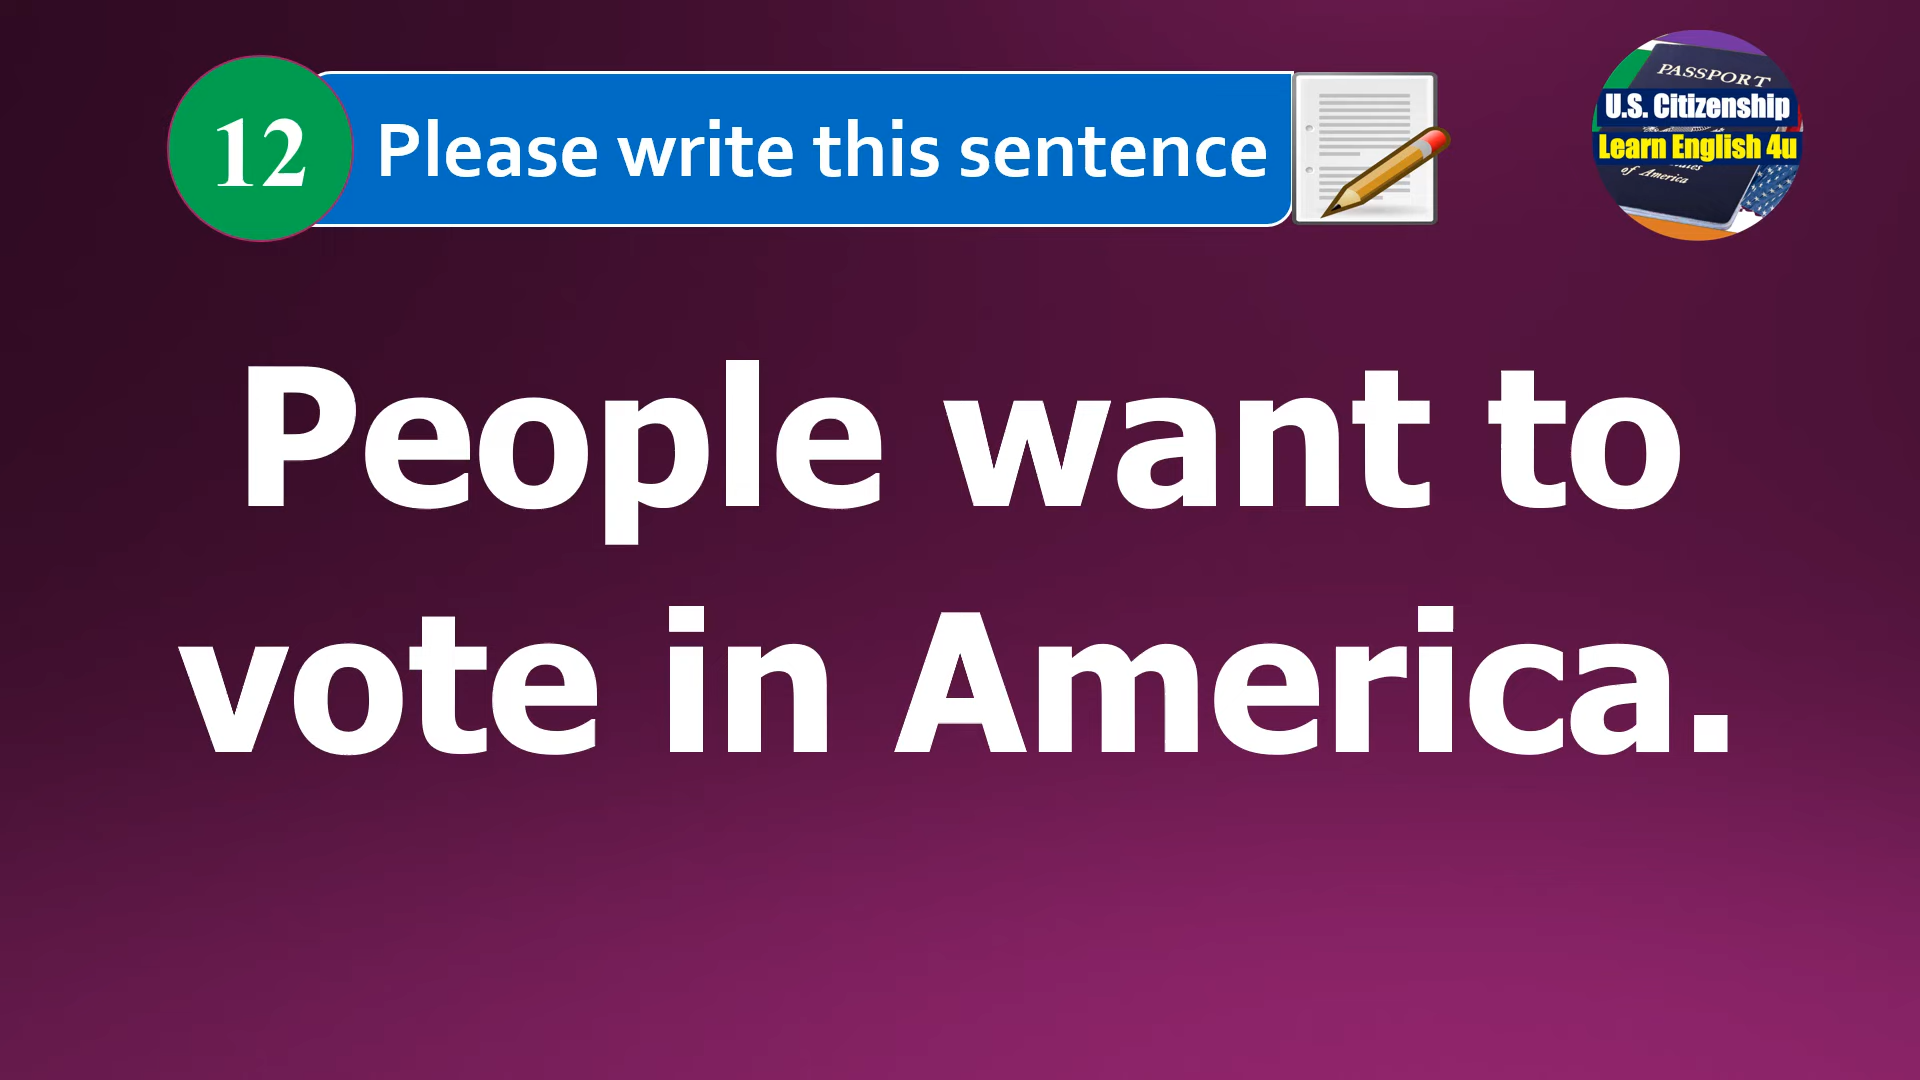 12
Please write this sentence
PASSPORT
U.S. Citizenship
Learn English 4u
of America
People want to
vote in America.